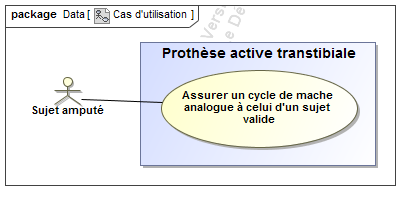 package Data [ Cas d'utilisation ]
Prothèse active transtibiale
Assurer un cycle de mache
analogue à celui d'un sujet
valide
Sujet amputé